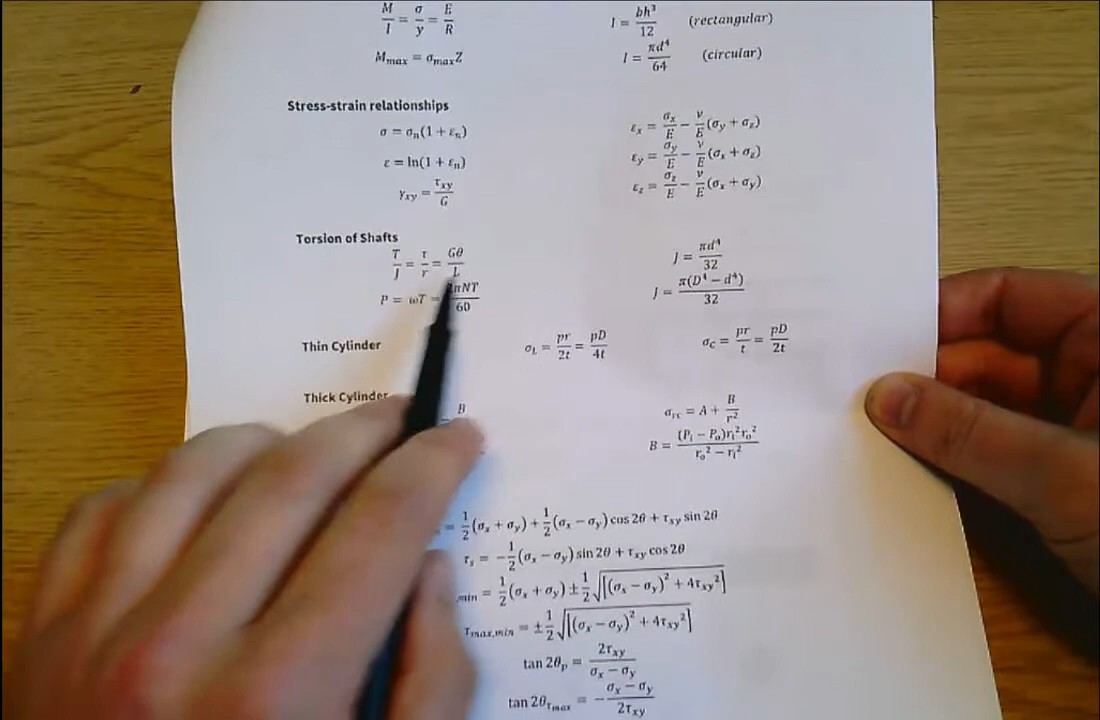 M/I = σ/y = E/R
I = bh³/12 (rectangular)
M_max = σ_max Z
I = πd⁴/64 (circular)
Stress-strain relationships
σ = σ_n(1 + ε_n)
ε_x = σ_x/E − ν/E(σ_y + σ_z)
ε = ln(1 + ε_n)
ε_y = σ_y/E − ν/E(σ_x + σ_z)
γ_xy = τ_xy/G
ε_z = σ_z/E − ν/E(σ_x + σ_y)
Torsion of Shafts
T/J = τ/r = Gθ/L
J = πd⁴/32
P = ωT = 2πNT/60
J = π(D⁴ − d⁴)/32
Thin Cylinder σ_L = pr/2t = pD/4t σ_C = pr/t = pD/2t
Thick Cylinder
B
σ_rc = A + B/r²
B = (P_i − P_o)r_i²r_o²/r_o² − r_i²
= 1/2(σ_x + σ_y) + 1/2(σ_x − σ_y) cos 2θ + τ_xy sin 2θ
τ_s = −1/2(σ_x − σ_y) sin 2θ + τ_xy cos 2θ
,min = 1/2(σ_x + σ_y) ± 1/2√[(σ_x − σ_y)² + 4τ_xy²]
τ_max,min = ±1/2√[(σ_x − σ_y)² + 4τ_xy²]
tan 2θ_p = 2τ_xy/σ_x − σ_y
tan 2θ_τmax = −σ_x − σ_y/2τ_xy